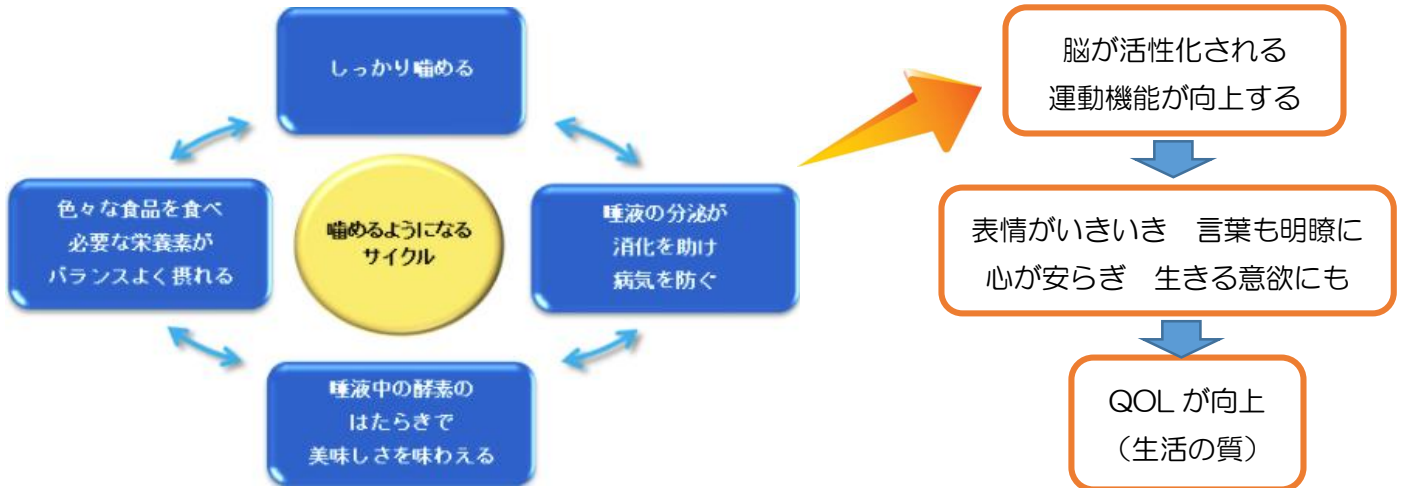 しっかり噛める
色々な食品を食べ
必要な栄養素が
バランスよく摂れる
噛めるようになる
サイクル
唾液の分泌が
消化を助け
病気を防ぐ
唾液中の酵素の
はたらきで
美味しさを味わえる
脳が活性化される
運動機能が向上する
表情がいきいき　言葉も明瞭に
心が安らぎ　生きる意欲にも
QOL が向上
（生活の質）